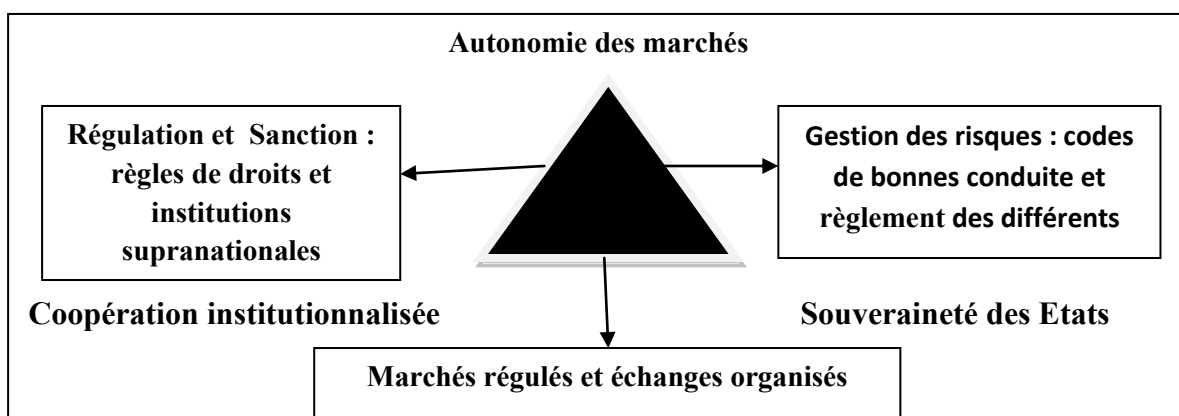 Autonomie des marchés
Régulation et Sanction :
règles de droits et
institutions
supranationales
Gestion des risques : codes
de bonnes conduite et
règlement des différents
Coopération institutionnalisée
Souveraineté des Etats
Marchés régulés et échanges organisés